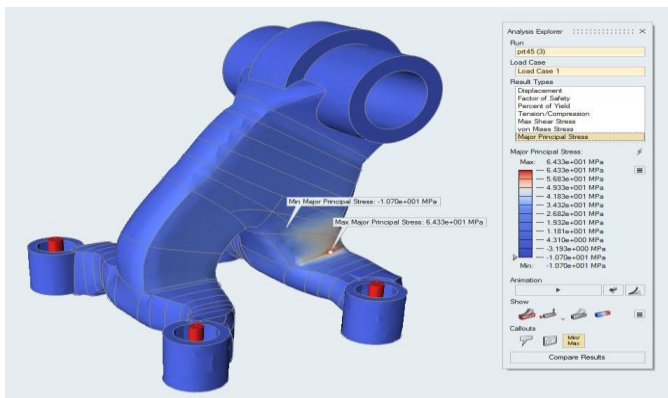 Analysis Explorer
Run
prt45 (3)
Load Case
Load Case 1
Result Types
Displacement
Factor of Safety
Percent of Yield
Tension/Compression
Max Shear Stress
von Mises Stress
Major Principal Stress
Major Principal Stress:
Max: 6.433e+001 MPa
6.433e+001 MPa
5.683e+001 MPa
4.933e+001 MPa
4.183e+001 MPa
3.432e+001 MPa
2.682e+001 MPa
1.932e+001 MPa
1.181e+001 MPa
4.310e+000 MPa
-3.193e+000 MPa
-1.070e+001 MPa
Min: -1.070e+001 MPa
Animation
Show
Callouts
Min/
Max
Compare Results
Min Major Principal Stress: -1.070e+001 MPa
Max Major Principal Stress: 6.433e+001 MPa